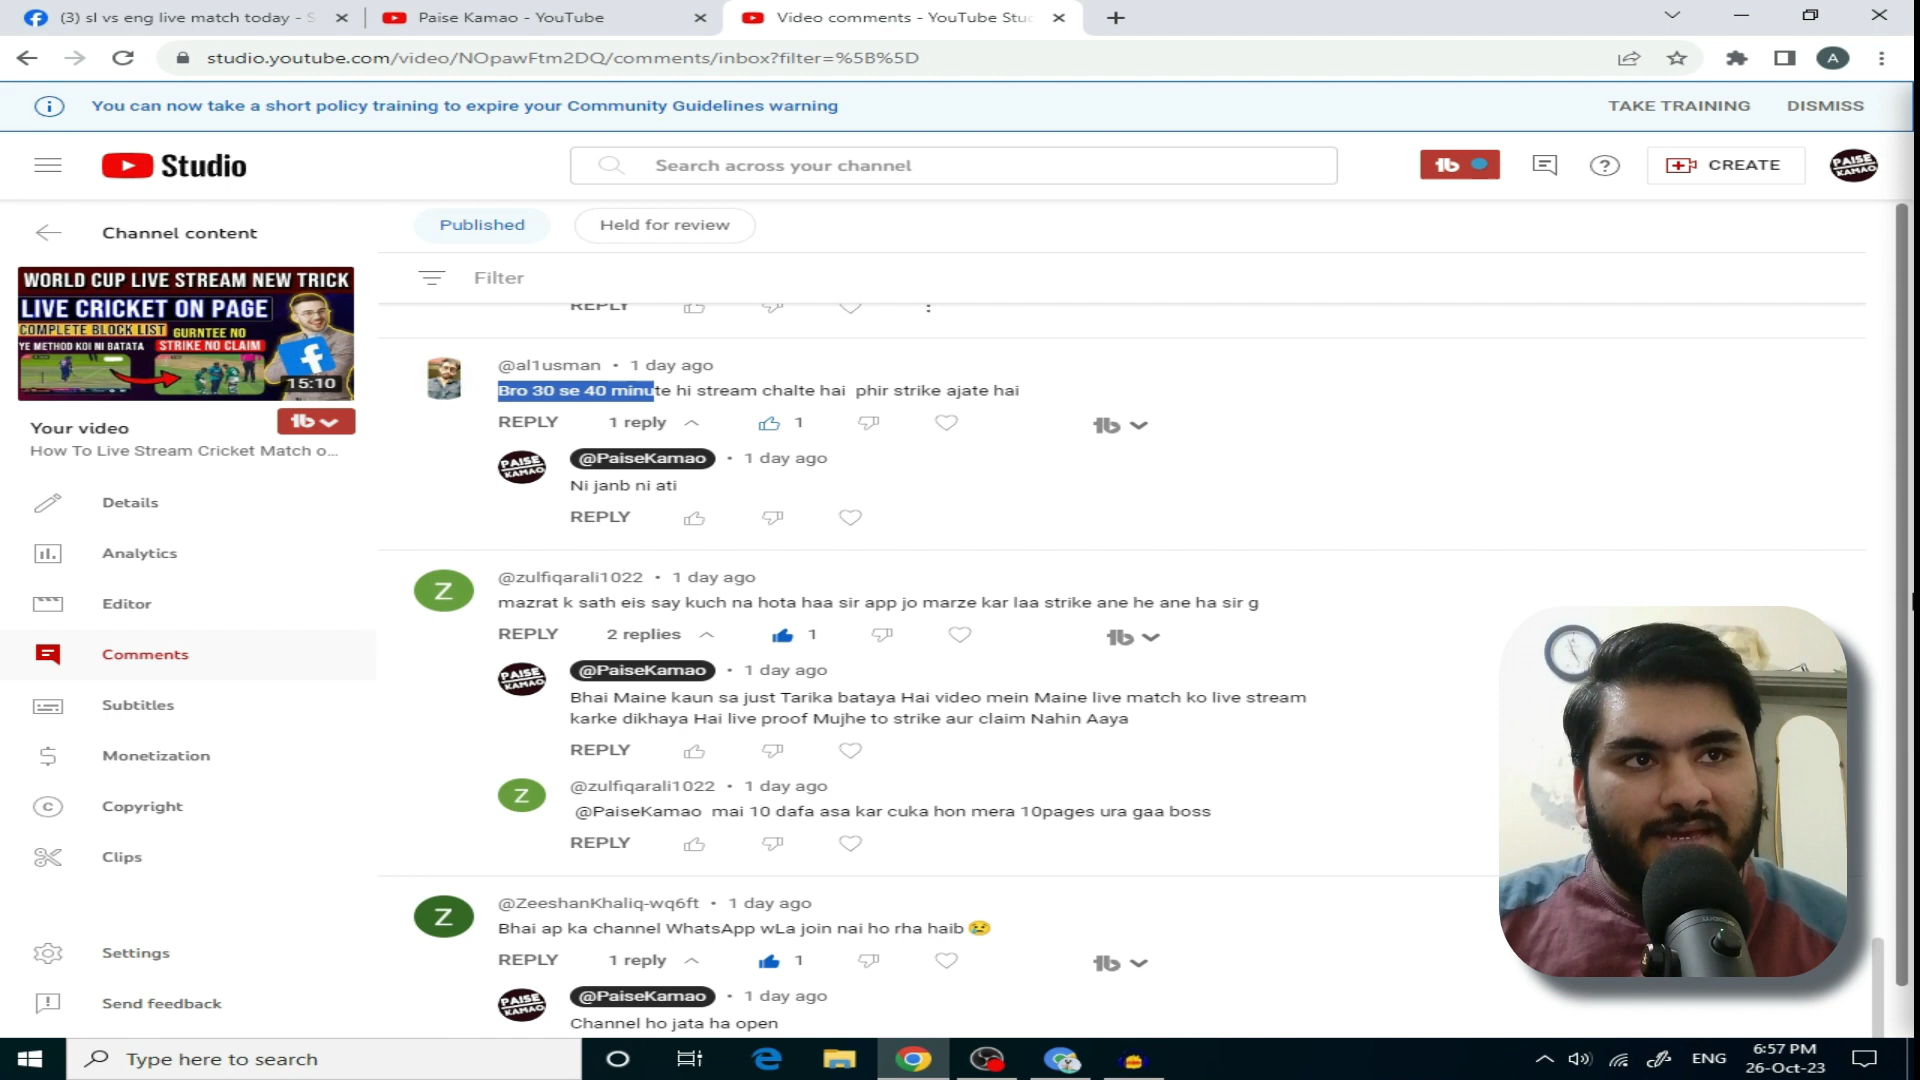 (3) sl vs eng live match today - S
Paise Kamao - YouTube
Video comments - YouTube Stu
studio.youtube.com/video/NOpawFtm2DQ/comments/inbox?filter=%5B%5D
A
You can now take a short policy training to expire your Community Guidelines warning
TAKE TRAINING
DISMISS
Studio
Search across your channel
CREATE
PAISE
KAMAO
Channel content
Published
Held for review
Filter
WORLD CUP LIVE STREAM NEW TRICK
LIVE CRICKET ON PAGE
COMPLETE BLOCK LIST GURNTEE NO
YE METHOD KOI NI BATATA STRIKE NO CLAIM
15:10
Your video
How To Live Stream Cricket Match o...
Details
Analytics
Editor
Comments
Subtitles
Monetization
Copyright
Clips
Settings
Send feedback
REPLY
@al1usman • 1 day ago
Bro 30 se 40 minute hi stream chalte hai phir strike ajate hai
REPLY 1 reply 1
PAISE
KAMAO
@PaiseKamao • 1 day ago
Ni janb ni ati
REPLY
Z
@zulfiqarali1022 • 1 day ago
mazrat k sath eis say kuch na hota haa sir app jo marze kar laa strike ane he ane ha sir g
REPLY 2 replies 1
PAISE
KAMAO
@PaiseKamao • 1 day ago
Bhai Maine kaun sa just Tarika bataya Hai video mein Maine live match ko live stream
karke dikhaya Hai live proof Mujhe to strike aur claim Nahin Aaya
REPLY
Z
@zulfiqarali1022 • 1 day ago
@PaiseKamao mai 10 dafa asa kar cuka hon mera 10pages ura gaa boss
REPLY
Z
@ZeeshanKhaliq-wq6ft • 1 day ago
Bhai ap ka channel WhatsApp wLa join nai ho rha haib 😢
REPLY 1 reply 1
PAISE
KAMAO
@PaiseKamao • 1 day ago
Channel ho jata ha open
Type here to search
ENG
6:57 PM
26-Oct-23